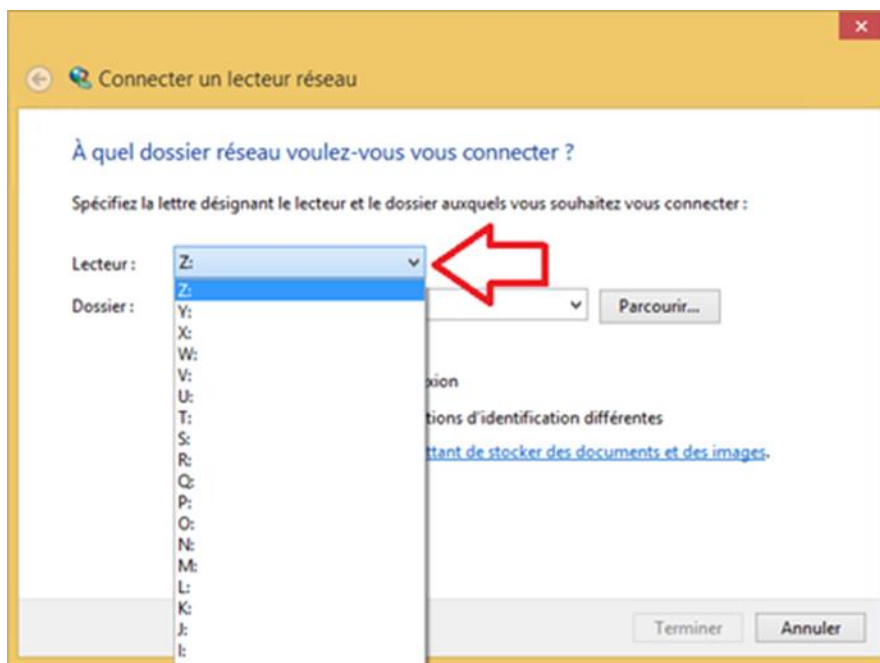 Connecter un lecteur réseau
À quel dossier réseau voulez-vous vous connecter ?
Spécifiez la lettre désignant le lecteur et le dossier auxquels vous souhaitez vous connecter :
Lecteur : Z:
Z:
Dossier : Parcourir...
Y:
X:
W:
V:
xion
U:
T: tions d'identification différentes
S:
R: ttant de stocker des documents et des images.
Q:
P:
O:
N:
M:
L:
K:
J: Terminer Annuler
I: